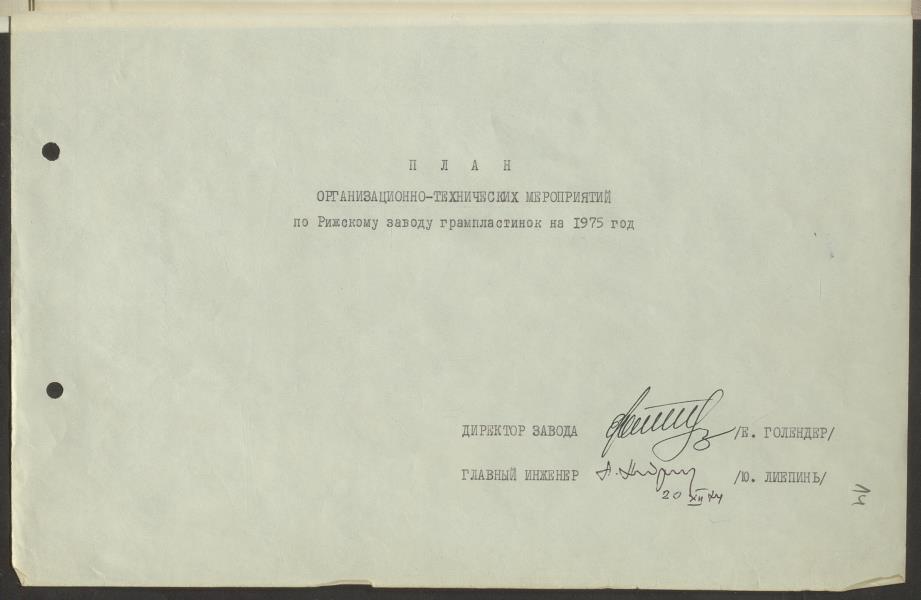 П Л А Н
ОРГАНИЗАЦИОННО-ТЕХНИЧЕСКИХ МЕРОПРИЯТИЙ
по Рижскому заводу грампластинок на 1975 год
ДИРЕКТОР ЗАВОДА /Е. ГОЛЕНДЕР/
ГЛАВНЫЙ ИНЖЕНЕР /Ю. ЛИЕПИНЬ/
20 XII 74